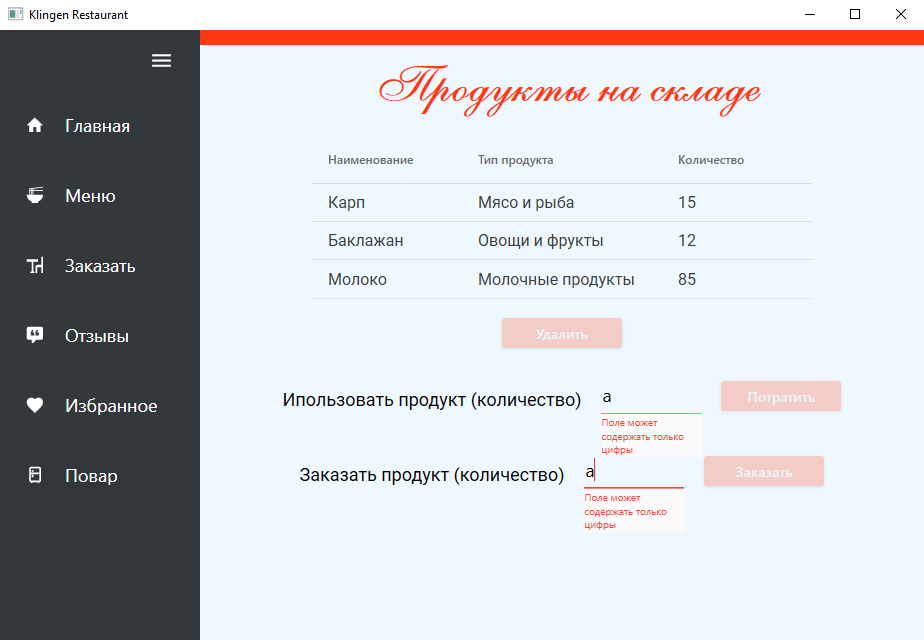 Klingen Restaurant
Продукты на складе
Главная
Меню
Заказать
Отзывы
Избранное
Повар
Наименование Тип продукта Количество
Карп Мясо и рыба 15
Баклажан Овощи и фрукты 12
Молоко Молочные продукты 85
Удалить
Ипользовать продукт (количество) а Потратить
Поле может
содержать только
цифры
Заказать продукт (количество) а Заказать
Поле может
содержать только
цифры